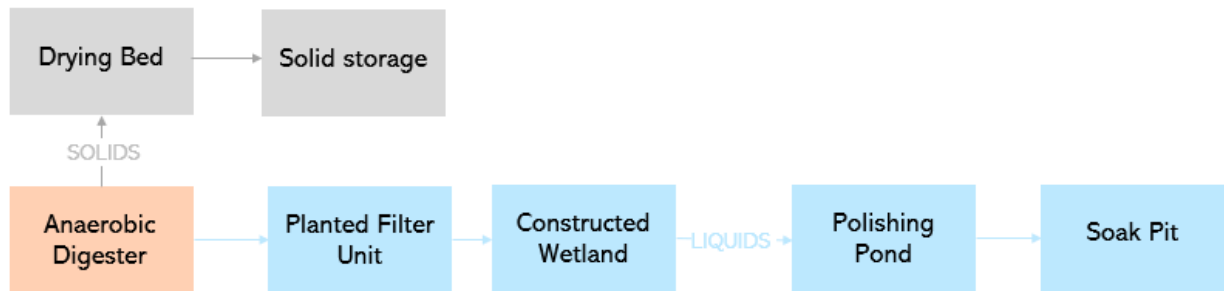 Drying Bed
Solid storage
SOLIDS
Anaerobic
Digester
Planted Filter
Unit
Constructed
Wetland
LIQUIDS
Polishing
Pond
Soak Pit